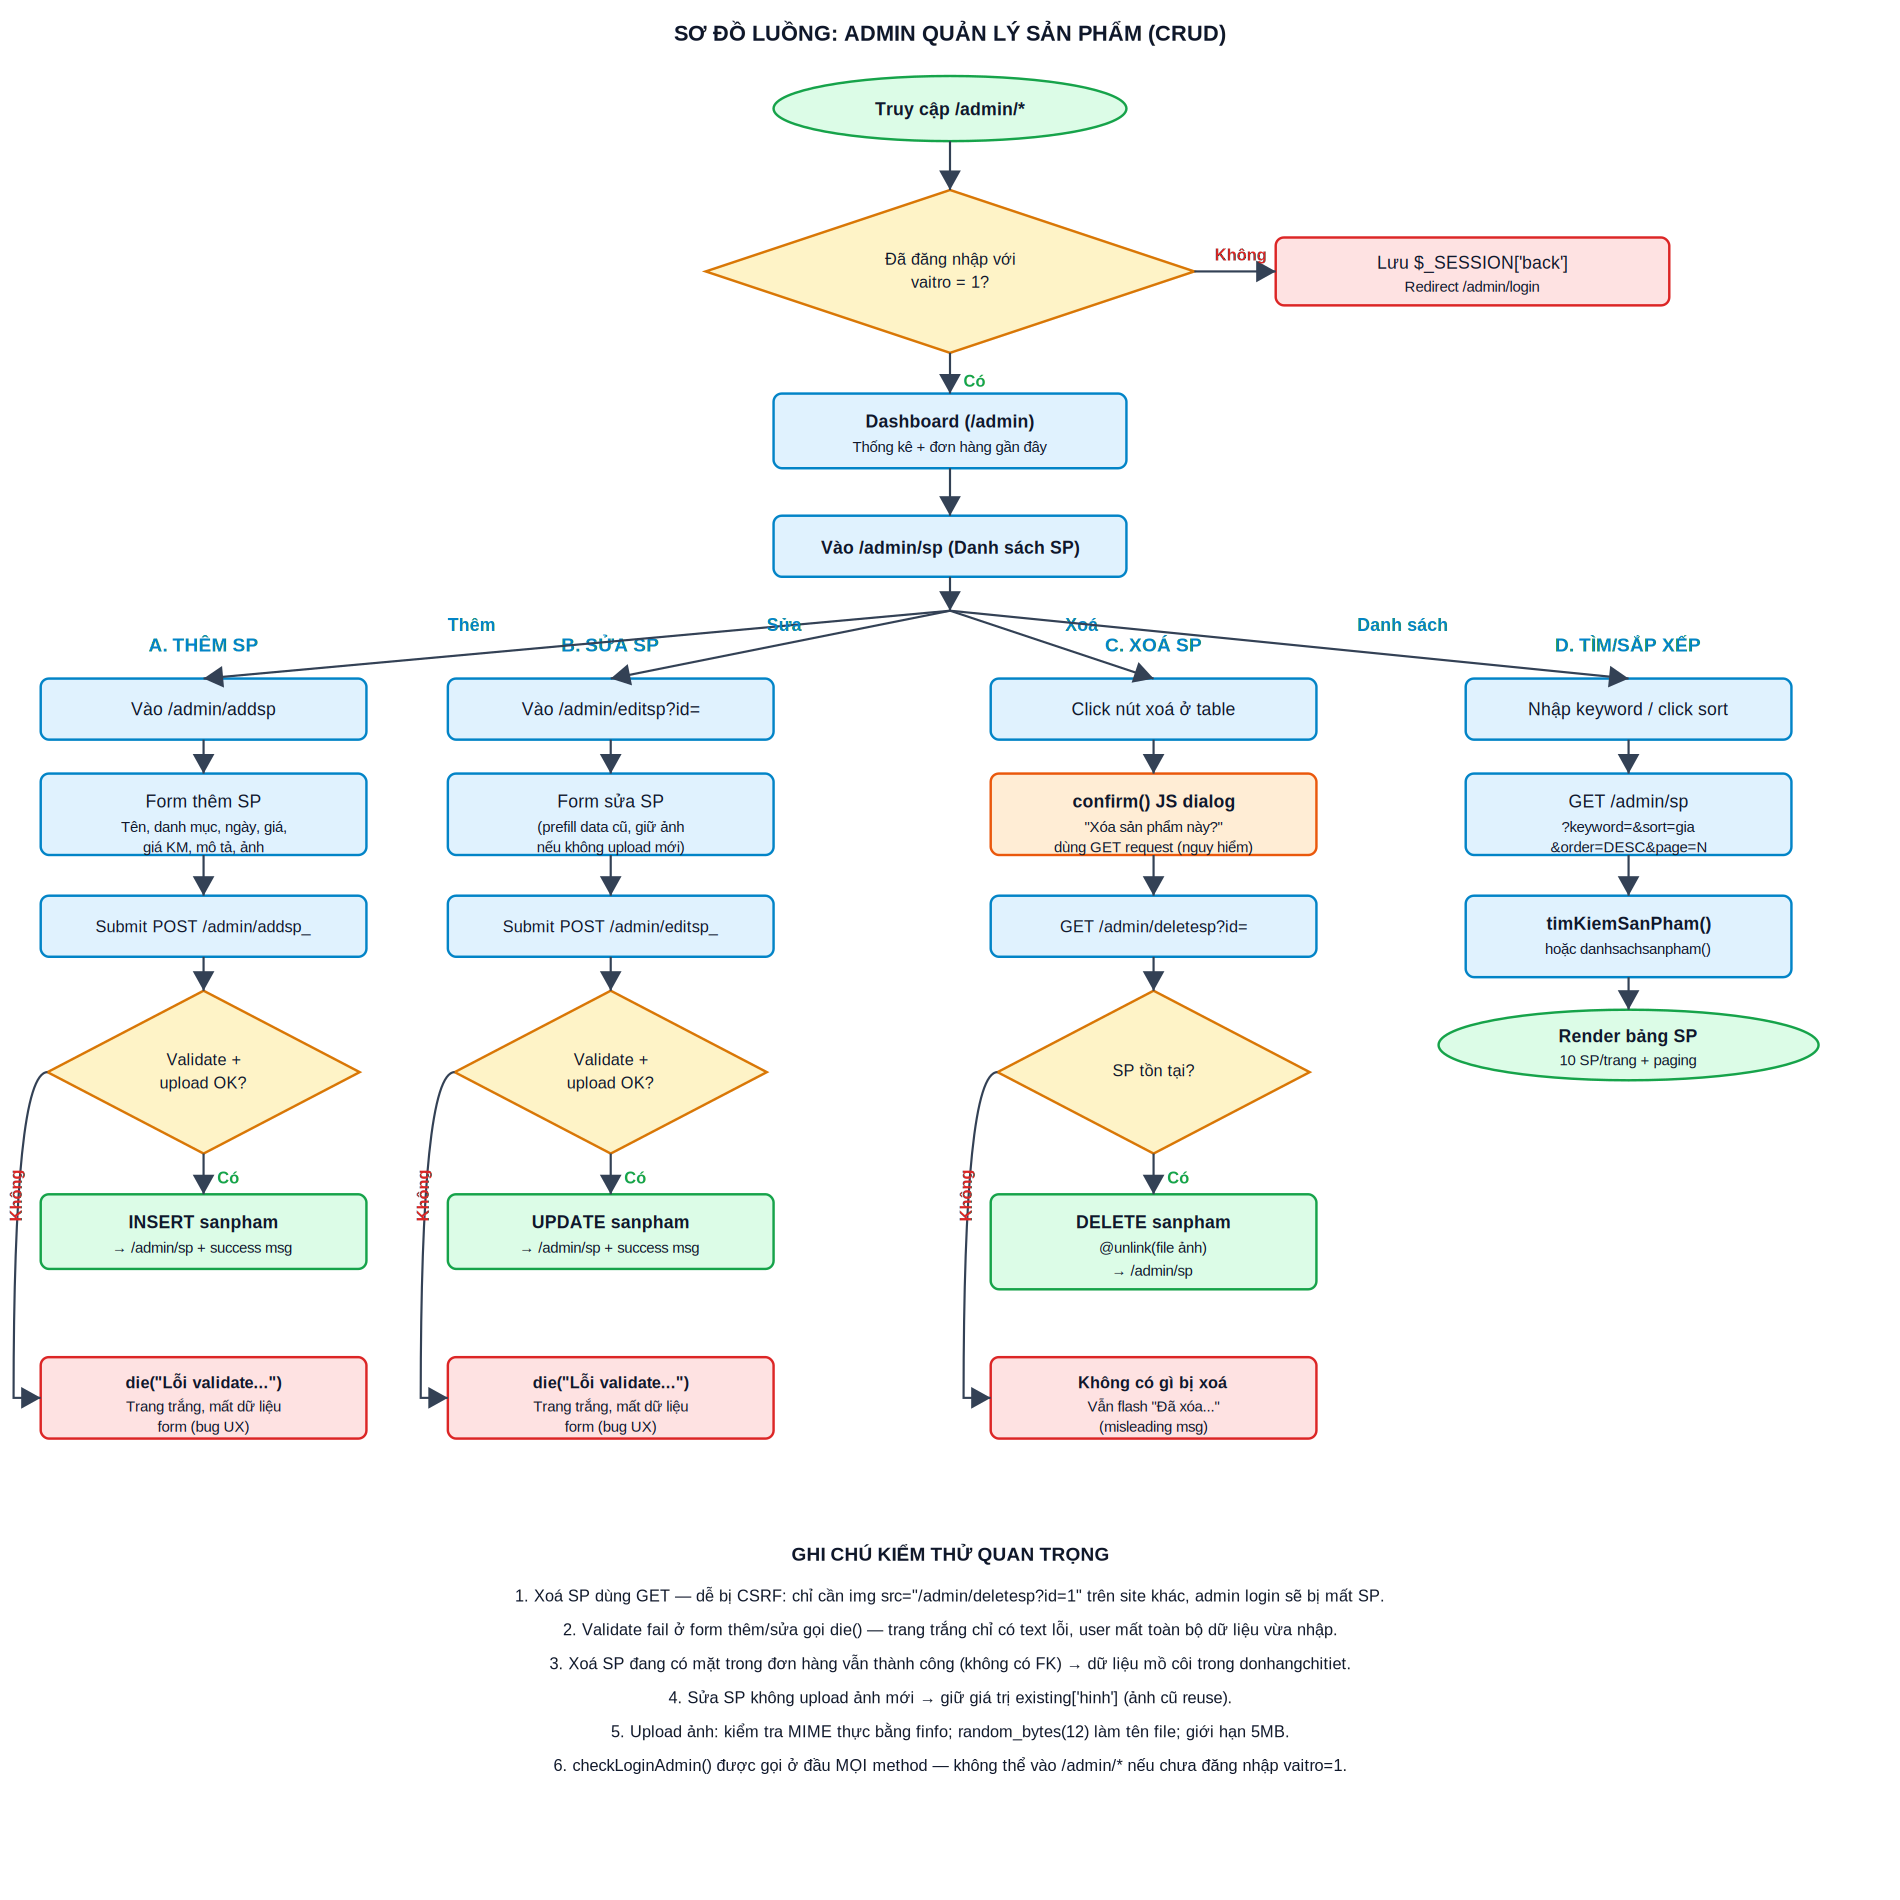 SƠ ĐỒ LUỒNG: ADMIN QUẢN LÝ SẢN PHẨM (CRUD)
Truy cập /admin/*
Đã đăng nhập với
vaitro = 1?
Không
Lưu $_SESSION['back']
Redirect /admin/login
Có
Dashboard (/admin)
Thống kê + đơn hàng gần đây
Vào /admin/sp (Danh sách SP)
Thêm
Sửa
Xoá
Danh sách
A. THÊM SP
B. SỬA SP
C. XOÁ SP
D. TÌM/SẮP XẾP
Vào /admin/addsp
Form thêm SP
Tên, danh mục, ngày, giá,
giá KM, mô tả, ảnh
Submit POST /admin/addsp_
Validate +
upload OK?
Không
Có
INSERT sanpham
→ /admin/sp + success msg
die("Lỗi validate...")
Trang trắng, mất dữ liệu
form (bug UX)
Vào /admin/editsp?id=
Form sửa SP
(prefill data cũ, giữ ảnh
nếu không upload mới)
Submit POST /admin/editsp_
Validate +
upload OK?
Không
Có
UPDATE sanpham
→ /admin/sp + success msg
die("Lỗi validate...")
Trang trắng, mất dữ liệu
form (bug UX)
Click nút xoá ở table
confirm() JS dialog
"Xóa sản phẩm này?"
dùng GET request (nguy hiểm)
GET /admin/deletesp?id=
SP tồn tại?
Không
Có
DELETE sanpham
@unlink(file ảnh)
→ /admin/sp
Không có gì bị xoá
Vẫn flash "Đã xóa..."
(misleading msg)
Nhập keyword / click sort
GET /admin/sp
?keyword=&sort=gia
&order=DESC&page=N
timKiemSanPham()
hoặc danhsachsanpham()
Render bảng SP
10 SP/trang + paging
GHI CHÚ KIỂM THỬ QUAN TRỌNG
1. Xoá SP dùng GET — dễ bị CSRF: chỉ cần img src="/admin/deletesp?id=1" trên site khác, admin login sẽ bị mất SP.
2. Validate fail ở form thêm/sửa gọi die() — trang trắng chỉ có text lỗi, user mất toàn bộ dữ liệu vừa nhập.
3. Xoá SP đang có mặt trong đơn hàng vẫn thành công (không có FK) → dữ liệu mồ côi trong donhangchitiet.
4. Sửa SP không upload ảnh mới → giữ giá trị existing['hinh'] (ảnh cũ reuse).
5. Upload ảnh: kiểm tra MIME thực bằng finfo; random_bytes(12) làm tên file; giới hạn 5MB.
6. checkLoginAdmin() được gọi ở đầu MỌI method — không thể vào /admin/* nếu chưa đăng nhập vaitro=1.